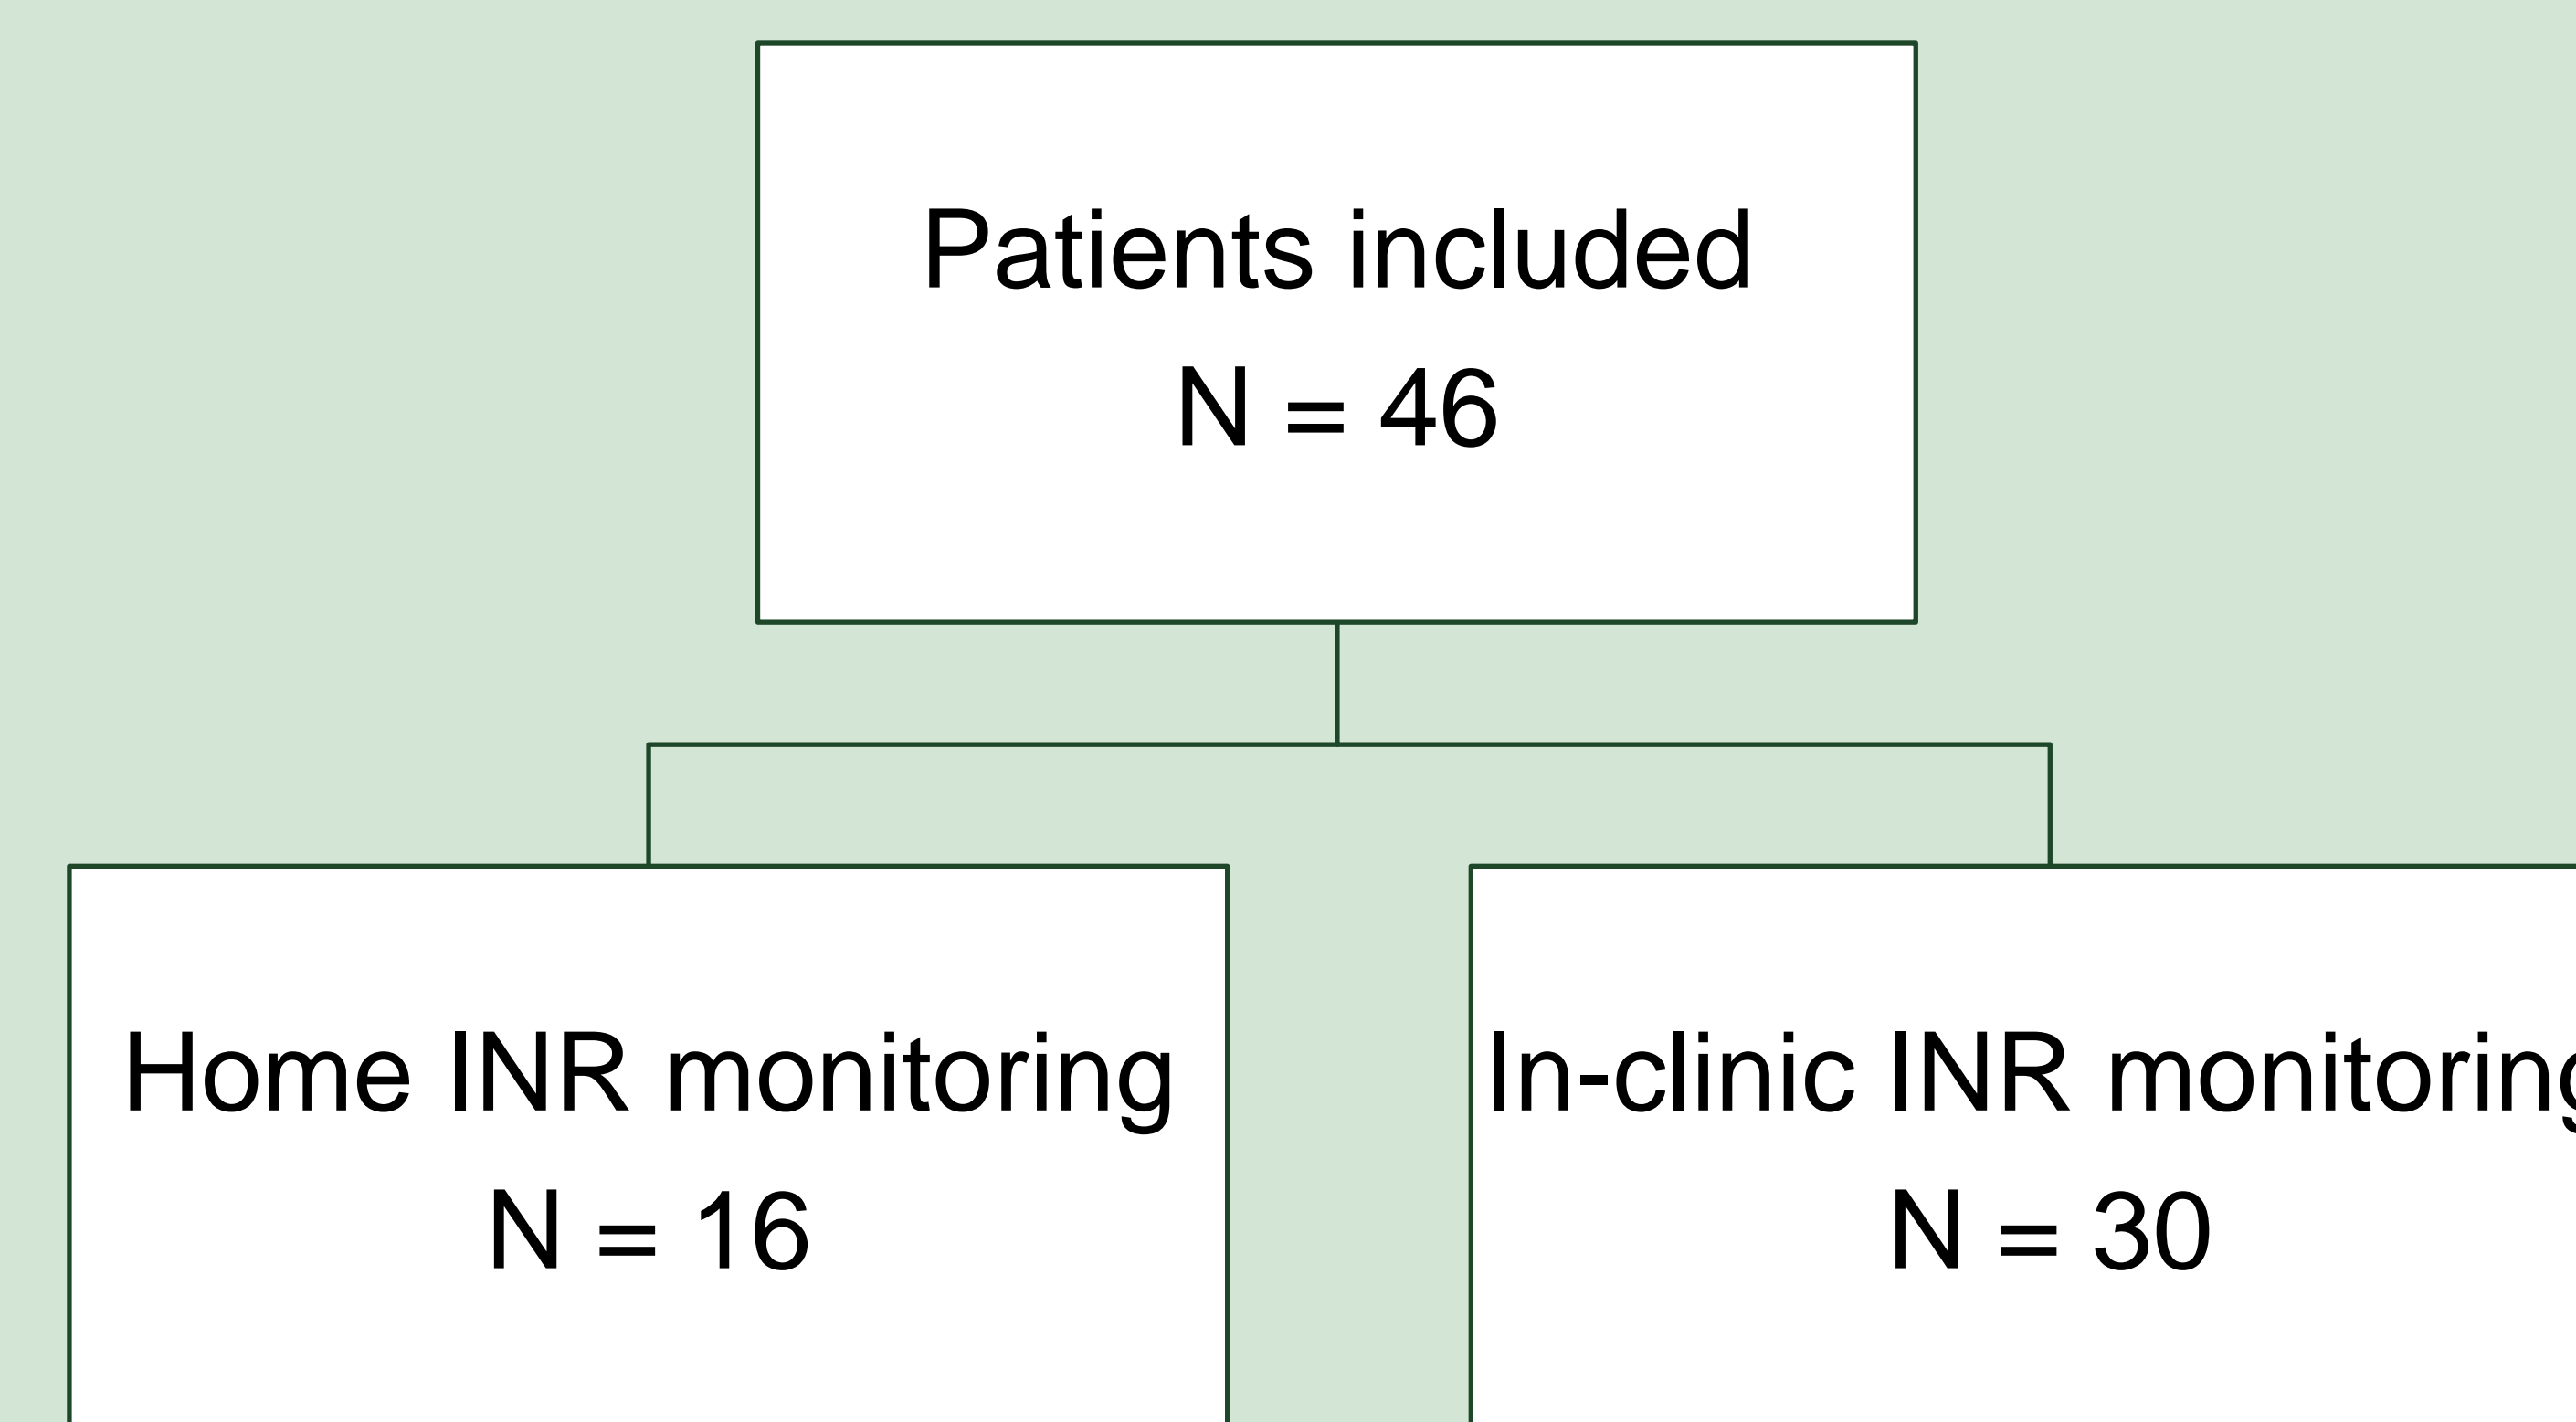 Patients included
N = 46
Home INR monitoring
N = 16
In-clinic INR monitoring
N = 30